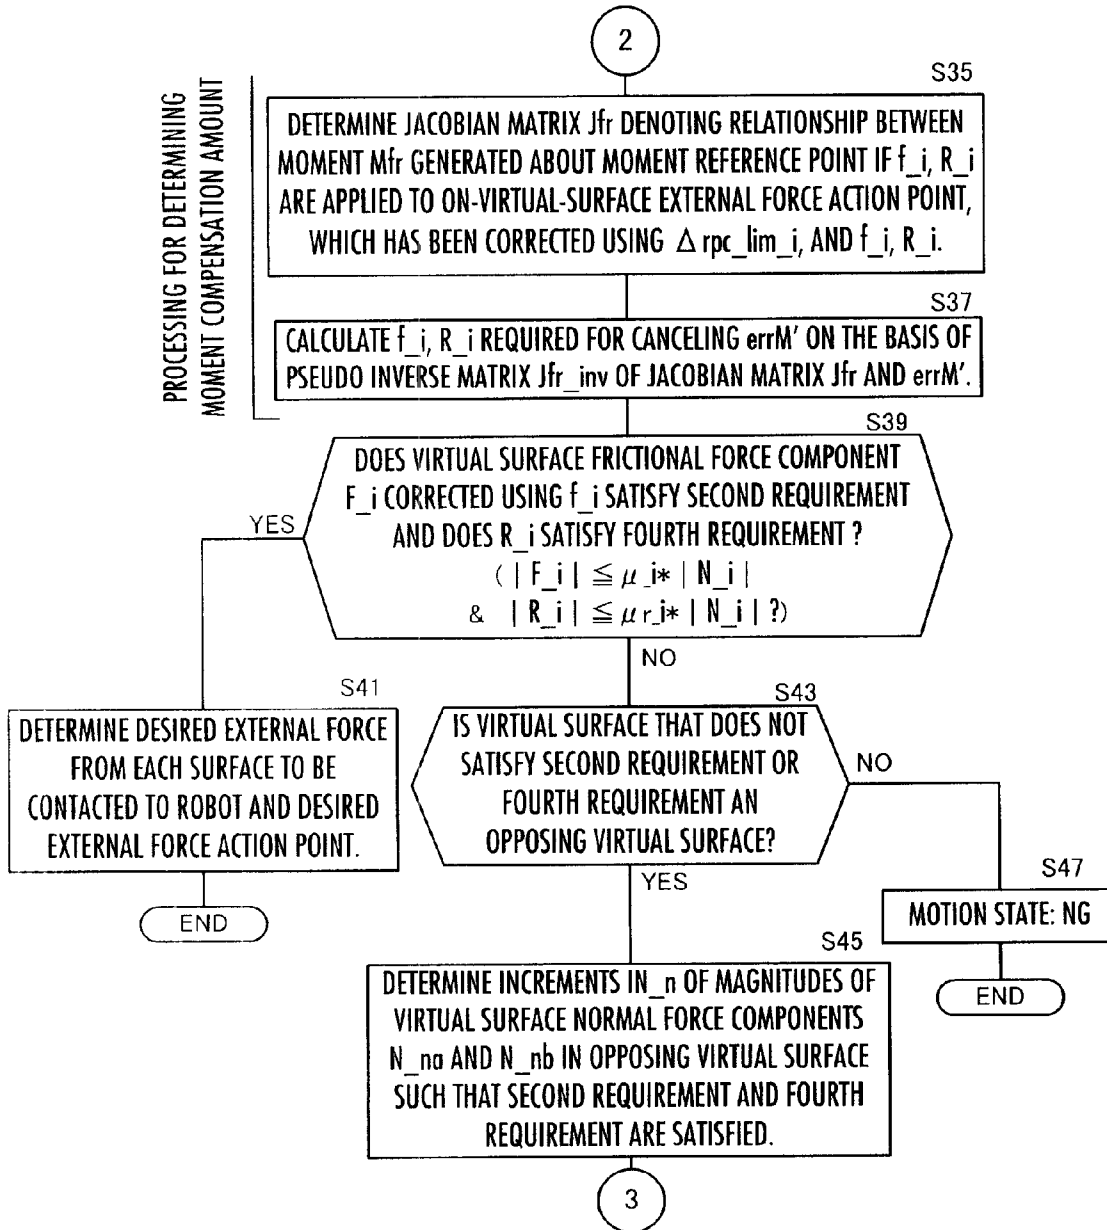 2
S35
PROCESSING FOR DETERMINING
MOMENT COMPENSATION AMOUNT
DETERMINE JACOBIAN MATRIX Jfr DENOTING RELATIONSHIP BETWEEN
MOMENT Mfr GENERATED ABOUT MOMENT REFERENCE POINT IF f_i, R_i
ARE APPLIED TO ON-VIRTUAL-SURFACE EXTERNAL FORCE ACTION POINT,
WHICH HAS BEEN CORRECTED USING Δrpc_lim_i, AND f_i, R_i.
S37
CALCULATE f_i, R_i REQUIRED FOR CANCELING errM' ON THE BASIS OF
PSEUDO INVERSE MATRIX Jfr_inv OF JACOBIAN MATRIX Jfr AND errM'.
S39
DOES VIRTUAL SURFACE FRICTIONAL FORCE COMPONENT
F_i CORRECTED USING f_i SATISFY SECOND REQUIREMENT
AND DOES R_i SATISFY FOURTH REQUIREMENT ?
( | F_i | ≦ μ_i* | N_i |
& | R_i | ≦ μr_i* | N_i | ?)
YES
NO
S41
DETERMINE DESIRED EXTERNAL FORCE
FROM EACH SURFACE TO BE
CONTACTED TO ROBOT AND DESIRED
EXTERNAL FORCE ACTION POINT.
END
S43
IS VIRTUAL SURFACE THAT DOES NOT
SATISFY SECOND REQUIREMENT OR
FOURTH REQUIREMENT AN
OPPOSING VIRTUAL SURFACE?
NO
YES
S47
MOTION STATE: NG
END
S45
DETERMINE INCREMENTS IN_n OF MAGNITUDES OF
VIRTUAL SURFACE NORMAL FORCE COMPONENTS
N_na AND N_nb IN OPPOSING VIRTUAL SURFACE
SUCH THAT SECOND REQUIREMENT AND FOURTH
REQUIREMENT ARE SATISFIED.
3